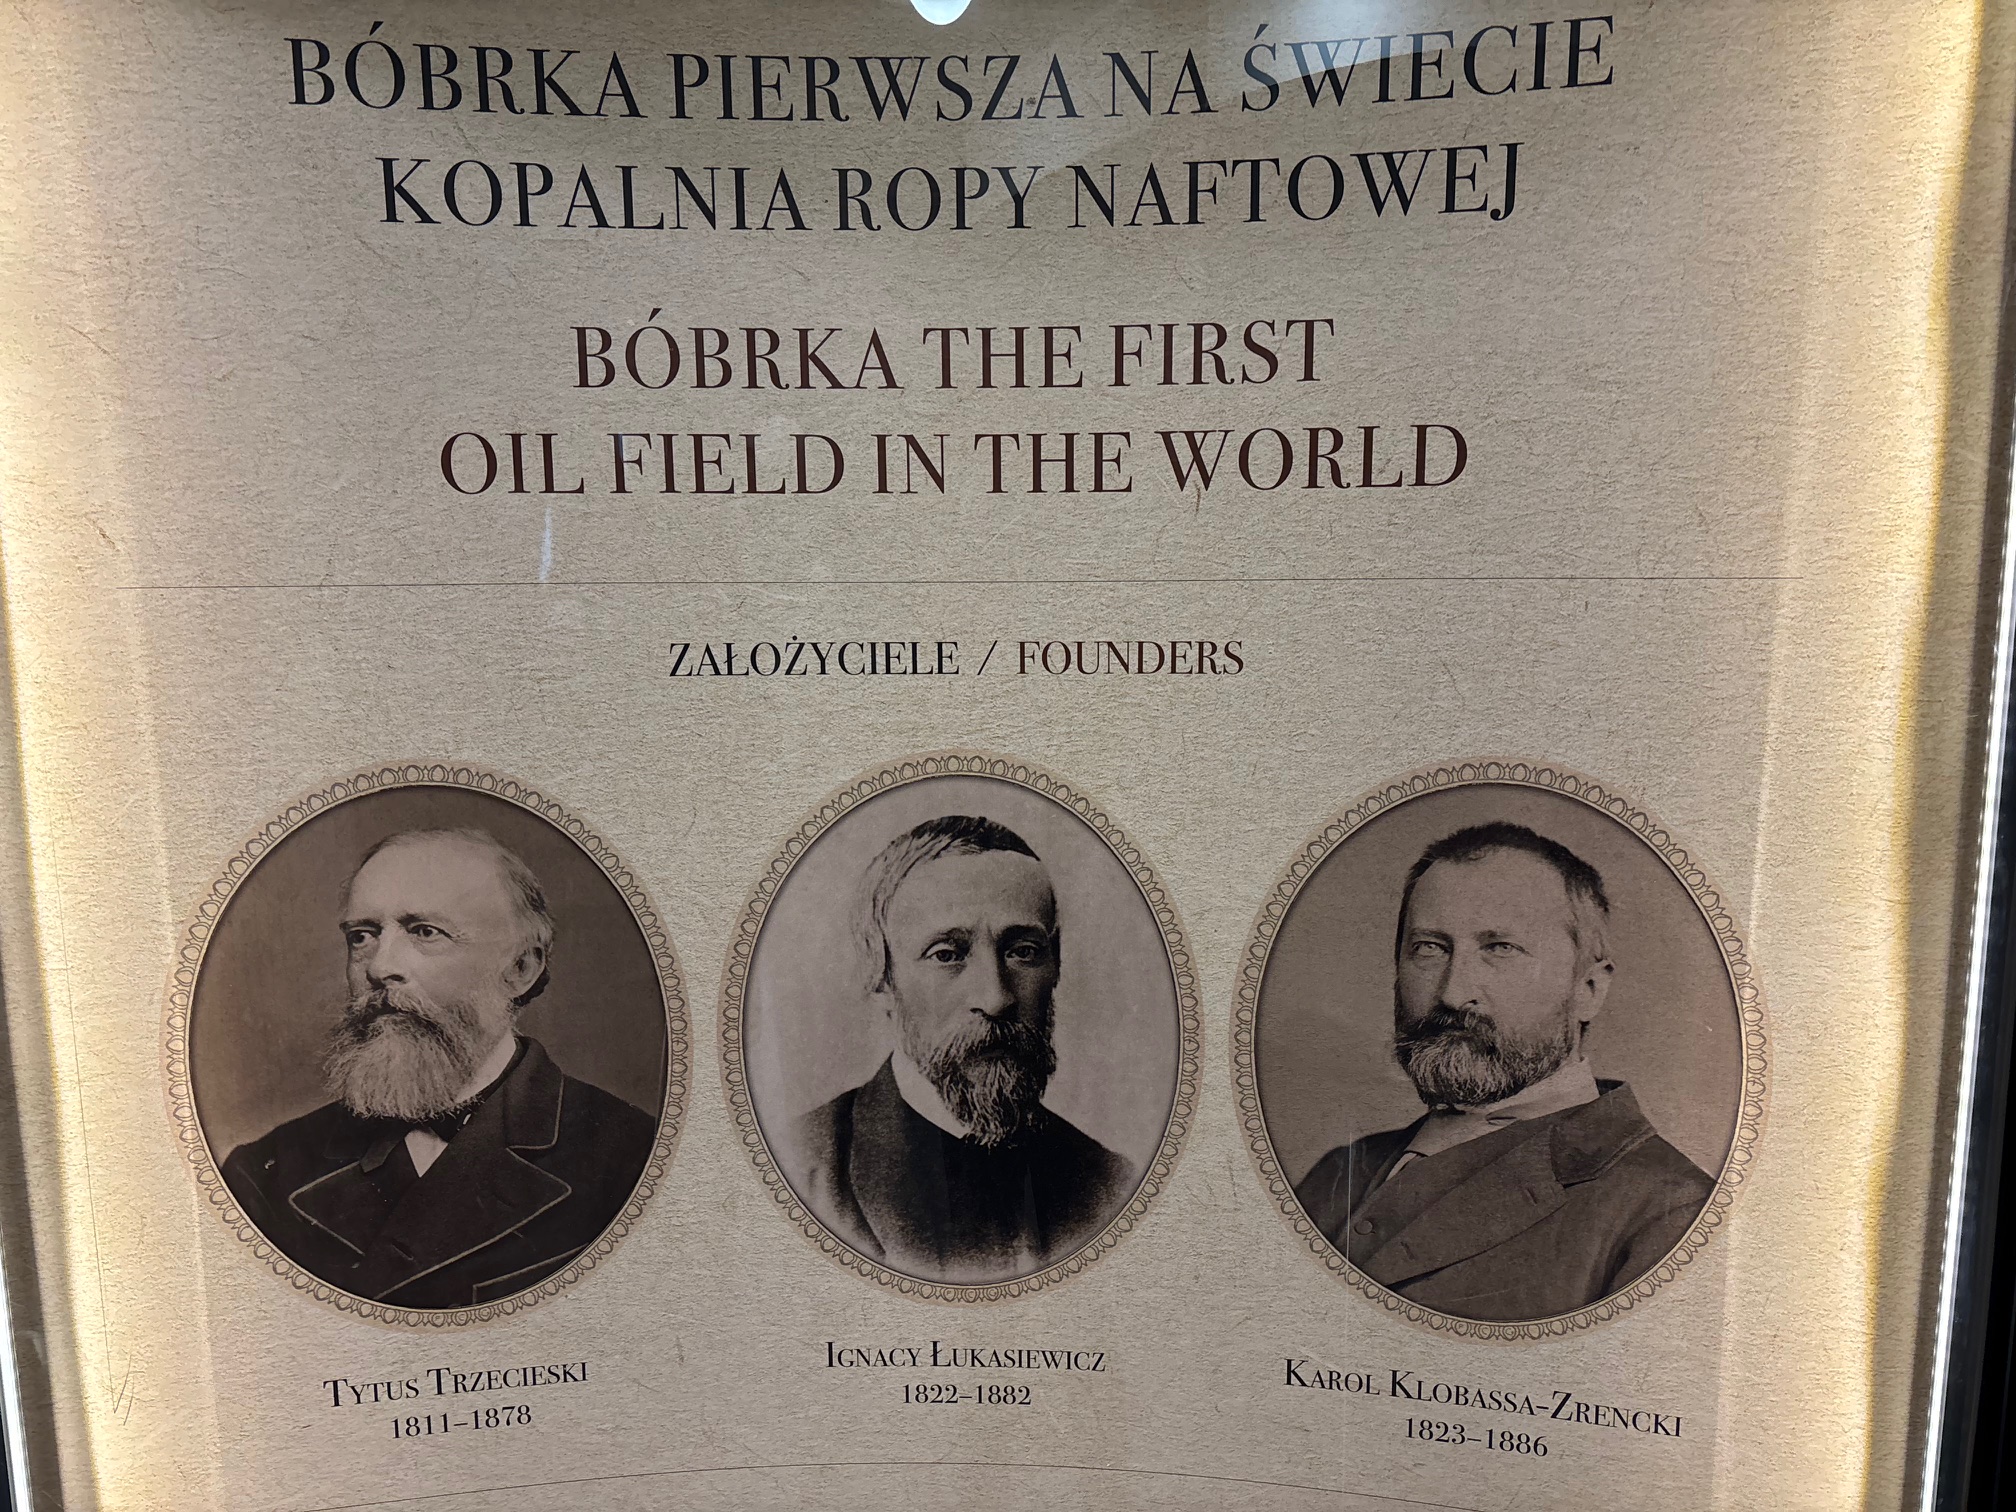 BÓBRKA PIERWSZA NA ŚWIECIE
KOPALNIA ROPY NAFTOWEJ
BÓBRKA THE FIRST
OIL FIELD IN THE WORLD
ZAŁOŻYCIELE / FOUNDERS
TYTUS TRZECIESKI
1811–1878
IGNACY ŁUKASIEWICZ
1822–1882
KAROL KLOBASSA-ZRENCKI
1823–1886